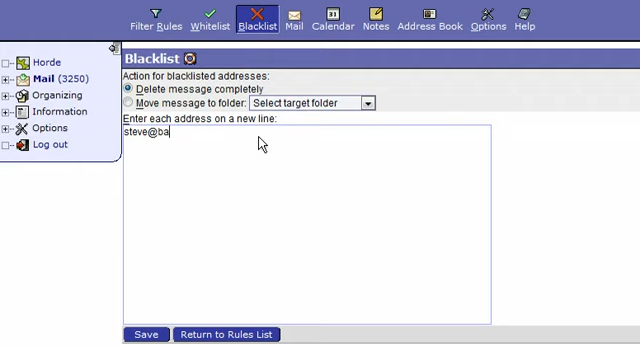 Filter Rules Whitelist Blacklist Mail Calendar Notes Address Book Options Help
31
Horde
Mail (3250)
Organizing
Information
Options
Log out
Blacklist
Action for blacklisted addresses:
Delete message completely
Move message to folder: Select target folder
Enter each address on a new line:
steve@ba
Save Return to Rules List